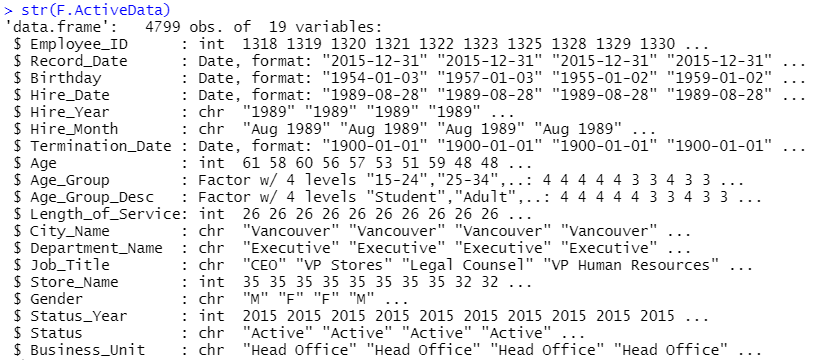 > str(F.ActiveData)
'data.frame':   4799 obs. of  19 variables:
 $ Employee_ID      : int  1318 1319 1320 1321 1322 1323 1325 1328 1329 1330 ...
 $ Record_Date      : Date, format: "2015-12-31" "2015-12-31" "2015-12-31" "2015-12-31" ...
 $ Birthday         : Date, format: "1954-01-03" "1957-01-03" "1955-01-02" "1959-01-02" ...
 $ Hire_Date        : Date, format: "1989-08-28" "1989-08-28" "1989-08-28" "1989-08-28" ...
 $ Hire_Year        : chr  "1989" "1989" "1989" "1989" ...
 $ Hire_Month       : chr  "Aug 1989" "Aug 1989" "Aug 1989" "Aug 1989" ...
 $ Termination_Date : Date, format: "1900-01-01" "1900-01-01" "1900-01-01" "1900-01-01" ...
 $ Age              : int  61 58 60 56 57 53 51 59 48 48 ...
 $ Age_Group        : Factor w/ 4 levels "15-24","25-34",..: 4 4 4 4 4 3 3 4 3 3 ...
 $ Age_Group_Desc   : Factor w/ 4 levels "Student","Adult",..: 4 4 4 4 4 3 3 4 3 3 ...
 $ Length_of_Service: int  26 26 26 26 26 26 26 26 26 26 ...
 $ City_Name        : chr  "Vancouver" "Vancouver" "Vancouver" "Vancouver" ...
 $ Department_Name  : chr  "Executive" "Executive" "Executive" "Executive" ...
 $ Job_Title        : chr  "CEO" "VP Stores" "Legal Counsel" "VP Human Resources" ...
 $ Store_Name       : int  35 35 35 35 35 35 35 35 32 32 ...
 $ Gender           : chr  "M" "F" "F" "M" ...
 $ Status_Year      : int  2015 2015 2015 2015 2015 2015 2015 2015 2015 2015 ...
 $ Status           : chr  "Active" "Active" "Active" "Active" ...
 $ Business_Unit    : chr  "Head Office" "Head Office" "Head Office" "Head Office" ...